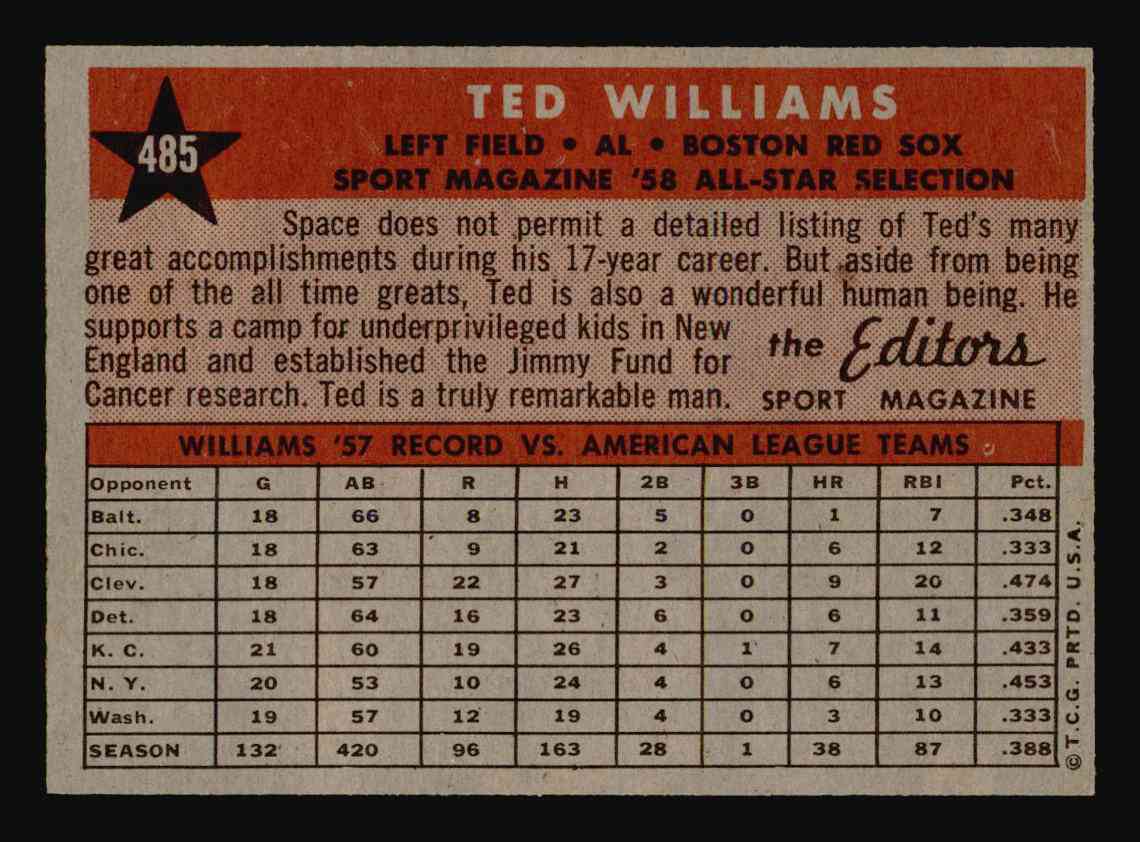 485
TED WILLIAMS
LEFT FIELD • AL • BOSTON RED SOX
SPORT MAGAZINE '58 ALL-STAR SELECTION
Space does not permit a detailed listing of Ted's many
great accomplishments during his 17-year career. But aside from being
one of the all time greats, Ted is also a wonderful human being. He
supports a camp for underprivileged kids in New
England and established the Jimmy Fund for
Cancer research. Ted is a truly remarkable man.
the Editors
SPORT MAGAZINE
WILLIAMS '57 RECORD VS. AMERICAN LEAGUE TEAMS
Opponent G AB R H 2B 3B HR RBI Pct.
Balt. 18 66 8 23 5 0 1 7 .348
Chic. 18 63 9 21 2 0 6 12 .333
Clev. 18 57 22 27 3 0 9 20 .474
Det. 18 64 16 23 6 0 6 11 .359
K. C. 21 60 19 26 4 1 7 14 .433
N. Y. 20 53 10 24 4 0 6 13 .453
Wash. 19 57 12 19 4 0 3 10 .333
SEASON 132 420 96 163 28 1 38 87 .388
© T.C.G. PRTD. U.S.A.